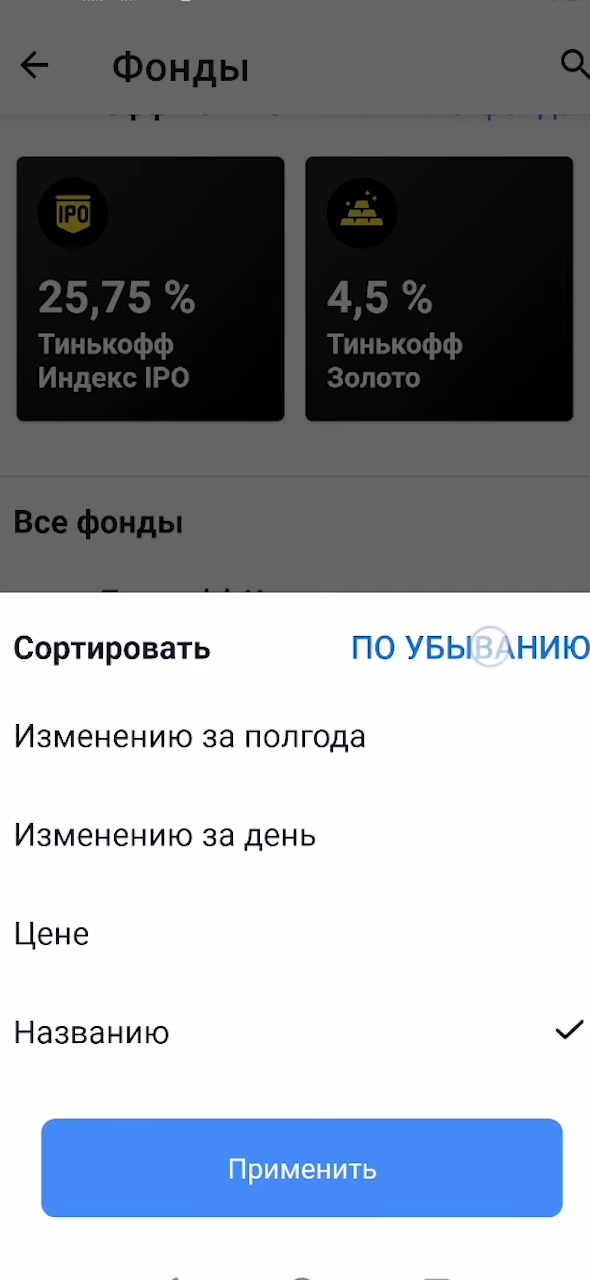 Фонды
IPO
25,75 %
Тинькофф
Индекс IPO
4,5 %
Тинькофф
Золото
Все фонды
Сортировать
ПО УБЫВАНИЮ
Изменению за полгода
Изменению за день
Цене
Названию
Применить